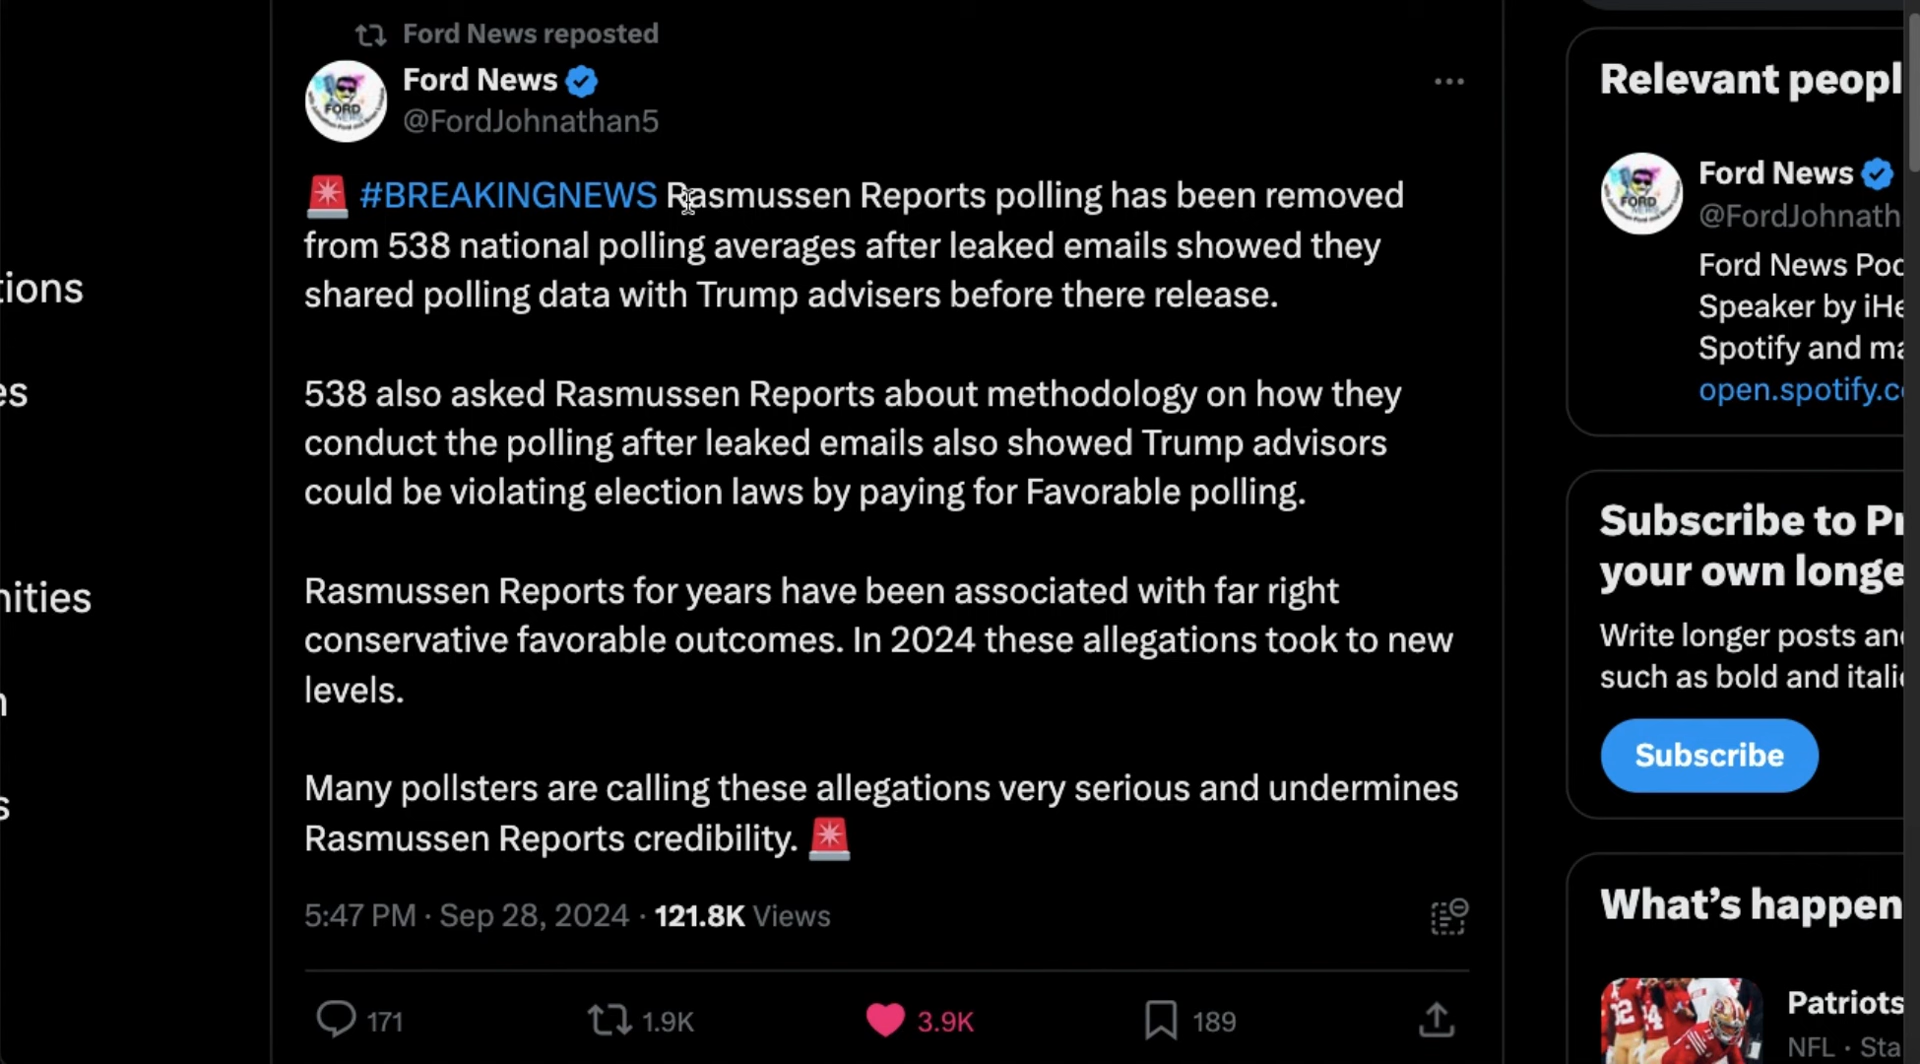 Ford News reposted
Ford News
@FordJohnathan5
#BREAKINGNEWS Rasmussen Reports polling has been removed
from 538 national polling averages after leaked emails showed they
shared polling data with Trump advisers before there release.
538 also asked Rasmussen Reports about methodology on how they
conduct the polling after leaked emails also showed Trump advisors
could be violating election laws by paying for Favorable polling.
Rasmussen Reports for years have been associated with far right
conservative favorable outcomes. In 2024 these allegations took to new
levels.
Many pollsters are calling these allegations very serious and undermines
Rasmussen Reports credibility.
5:47 PM · Sep 28, 2024 · 121.8K Views
171 1.9K 3.9K 189
tions
es
nities
s
Relevant peopl
Ford News
@FordJohnath
Ford News Poc
Speaker by iHe
Spotify and ma
open.spotify.c
Subscribe to Pr
your own longe
Write longer posts an
such as bold and itali
Subscribe
What's happen
Patriots
NFL · Sta
FORD